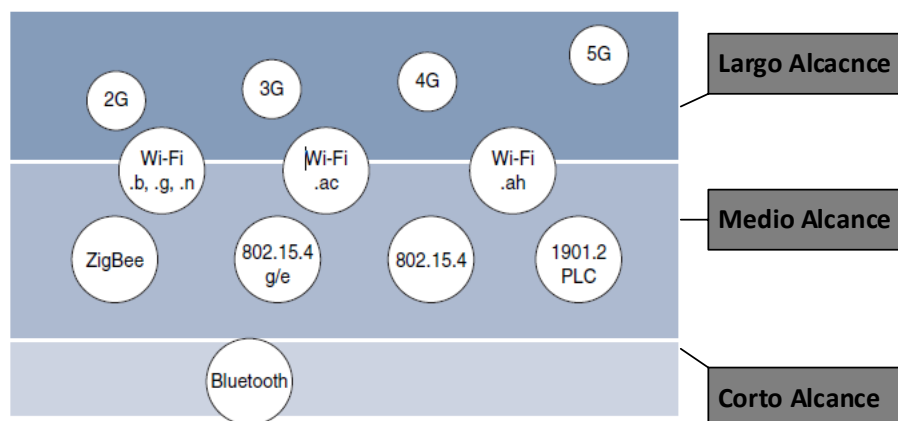 2G
3G
4G
5G
Largo Alcacnce
Wi-Fi
.b, .g, .n
Wi-Fi
.ac
Wi-Fi
.ah
Medio Alcance
ZigBee
802.15.4
g/e
802.15.4
1901.2
PLC
Bluetooth
Corto Alcance